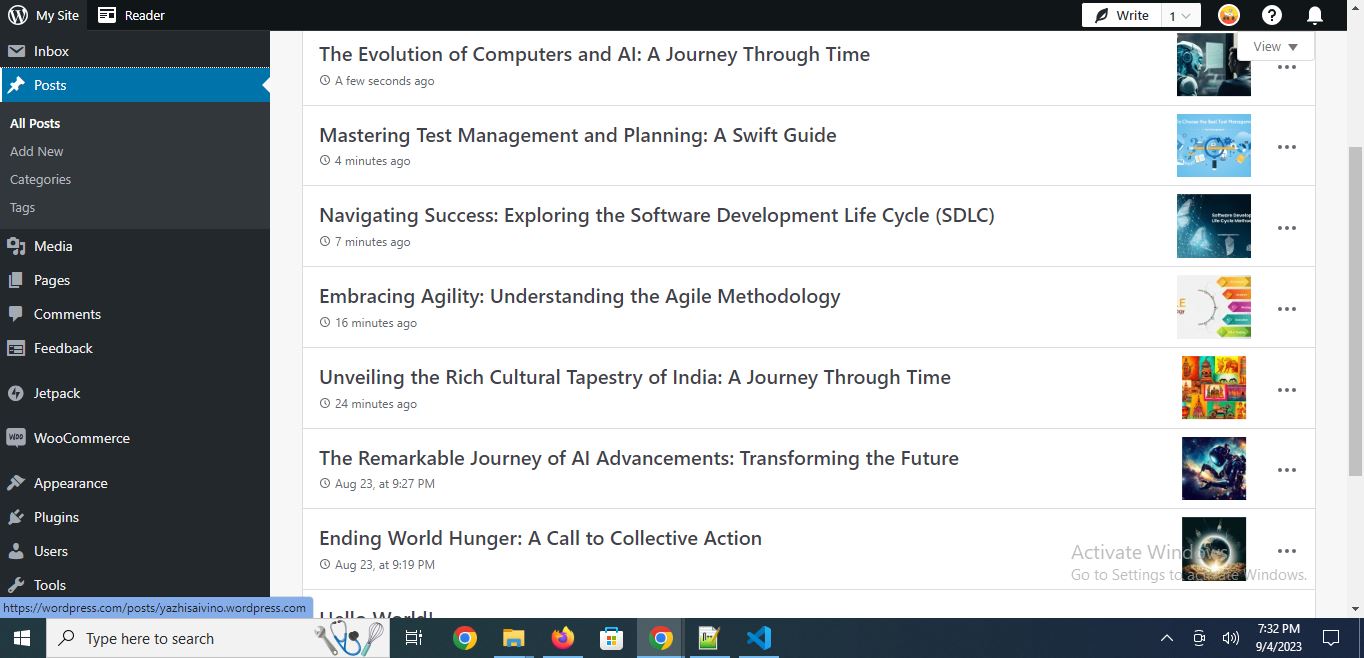 My Site
Reader
Write
1
Inbox
Posts
All Posts
Add New
Categories
Tags
Media
Pages
Comments
Feedback
Jetpack
WooCommerce
Appearance
Plugins
Users
Tools
https://wordpress.com/posts/yazhisaivino.wordpress.com
View
The Evolution of Computers and AI: A Journey Through Time
A few seconds ago
Mastering Test Management and Planning: A Swift Guide
4 minutes ago
Navigating Success: Exploring the Software Development Life Cycle (SDLC)
7 minutes ago
Embracing Agility: Understanding the Agile Methodology
16 minutes ago
Unveiling the Rich Cultural Tapestry of India: A Journey Through Time
24 minutes ago
The Remarkable Journey of AI Advancements: Transforming the Future
Aug 23, at 9:27 PM
Ending World Hunger: A Call to Collective Action
Aug 23, at 9:19 PM
Hello World!
Activate Windows
Go to Settings to activate Windows.
Type here to search
7:32 PM
9/4/2023